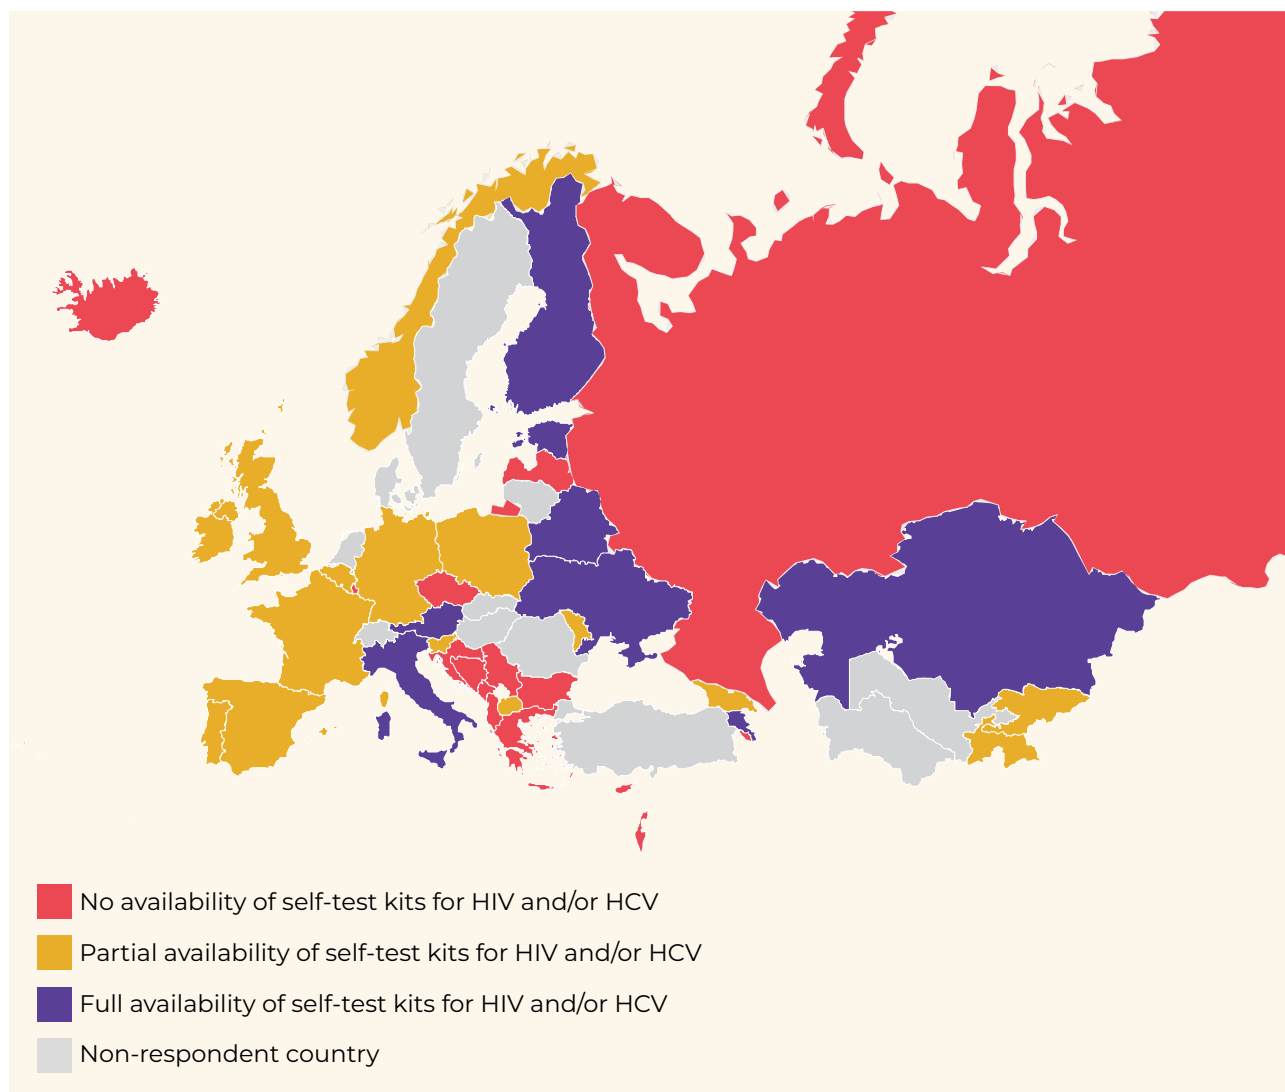 No availability of self-test kits for HIV and/or HCV
Partial availability of self-test kits for HIV and/or HCV
Full availability of self-test kits for HIV and/or HCV
Non-respondent country